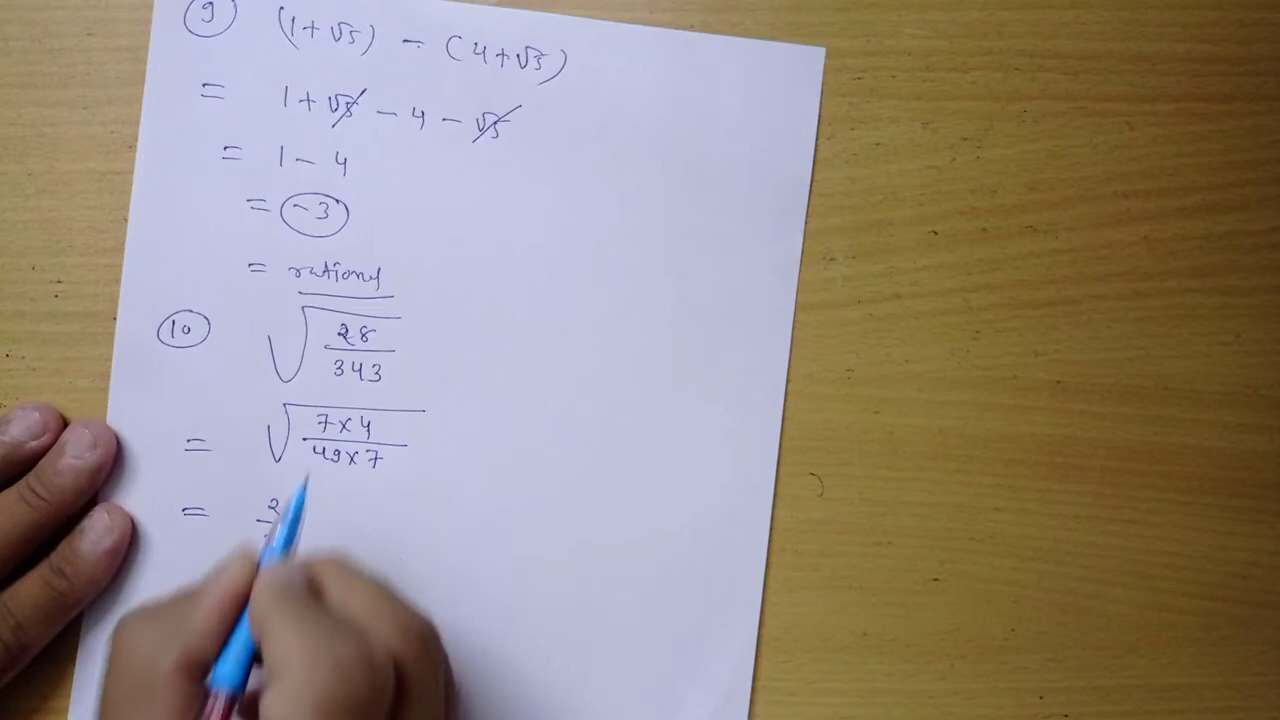 9 (1+√5) - (4+√5)
= 1+√5 - 4 - √5
= 1 - 4
= -3
= rational
10 √28/343
= √7×4/49×7
= 2